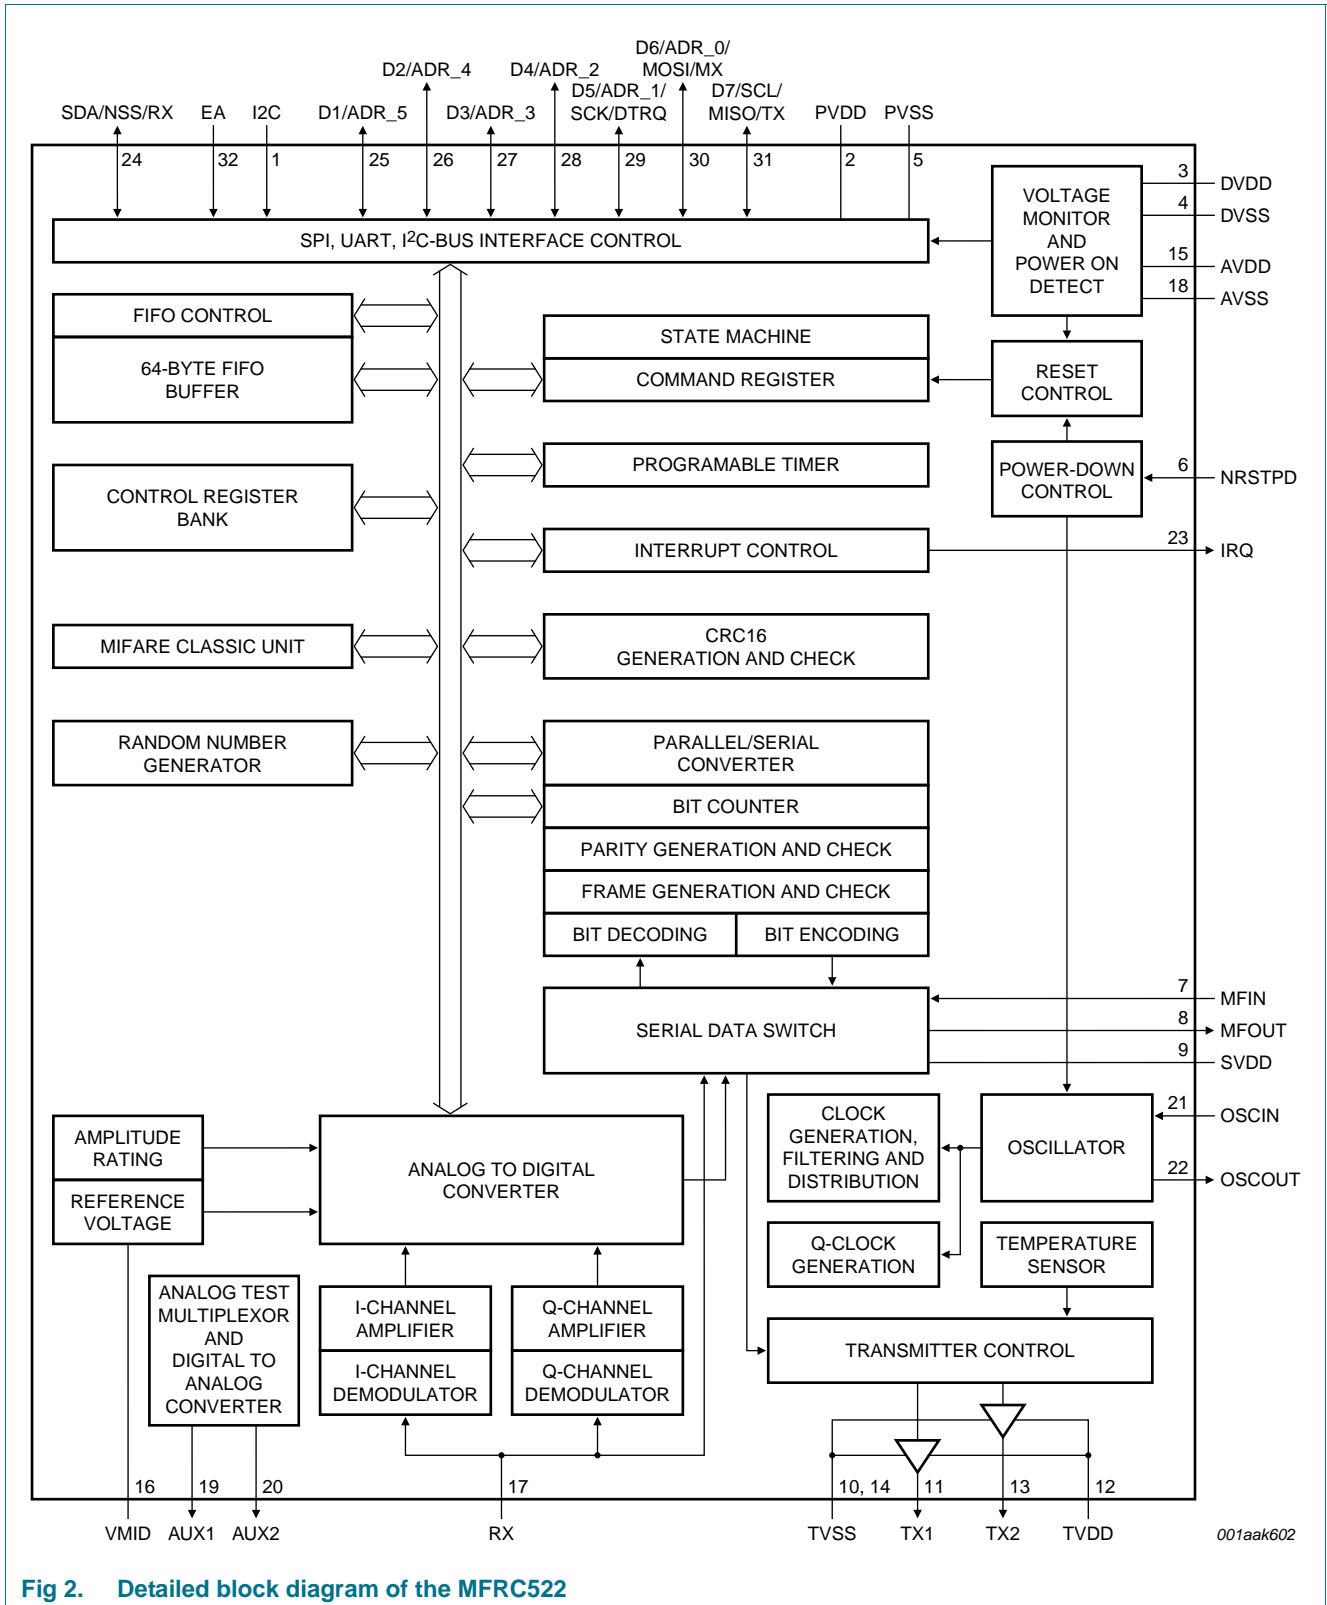 D6/ADR_0/
MOSI/MX
D2/ADR_4
D4/ADR_2
D5/ADR_1/
SCK/DTRQ
D7/SCL/
MISO/TX
SDA/NSS/RX
EA
I2C
D1/ADR_5
D3/ADR_3
PVDD
PVSS
24
32
1
25
26
27
28
29
30
31
2
5
3
DVDD
4
DVSS
15
AVDD
18
AVSS
VOLTAGE
MONITOR
AND
POWER ON
DETECT
SPI, UART, I²C-BUS INTERFACE CONTROL
FIFO CONTROL
64-BYTE FIFO
BUFFER
STATE MACHINE
COMMAND REGISTER
RESET
CONTROL
CONTROL REGISTER
BANK
PROGRAMABLE TIMER
POWER-DOWN
CONTROL
6
NRSTPD
INTERRUPT CONTROL
23
IRQ
MIFARE CLASSIC UNIT
CRC16
GENERATION AND CHECK
RANDOM NUMBER
GENERATOR
PARALLEL/SERIAL
CONVERTER
BIT COUNTER
PARITY GENERATION AND CHECK
FRAME GENERATION AND CHECK
BIT DECODING
BIT ENCODING
SERIAL DATA SWITCH
7
MFIN
8
MFOUT
9
SVDD
AMPLITUDE
RATING
REFERENCE
VOLTAGE
ANALOG TO DIGITAL
CONVERTER
CLOCK
GENERATION,
FILTERING AND
DISTRIBUTION
OSCILLATOR
21
OSCIN
22
OSCOUT
Q-CLOCK
GENERATION
TEMPERATURE
SENSOR
ANALOG TEST
MULTIPLEXOR
AND
DIGITAL TO
ANALOG
CONVERTER
I-CHANNEL
AMPLIFIER
I-CHANNEL
DEMODULATOR
Q-CHANNEL
AMPLIFIER
Q-CHANNEL
DEMODULATOR
TRANSMITTER CONTROL
16
19
20
17
10, 14
11
13
12
VMID
AUX1
AUX2
RX
TVSS
TX1
TX2
TVDD
001aak602
Fig 2. Detailed block diagram of the MFRC522